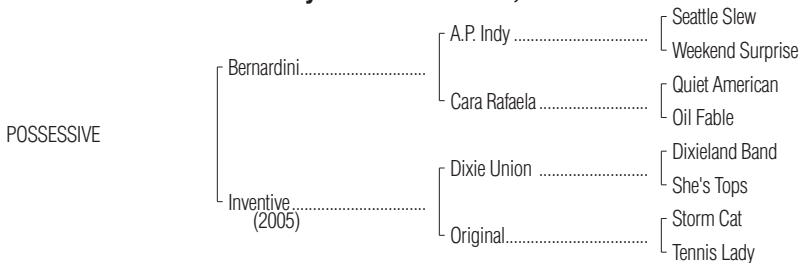 A.P. Indy ................................ Seattle Slew
Weekend Surprise
Bernardini..............................
Cara Rafaela .......................... Quiet American
Oil Fable
POSSESSIVE
Dixie Union .......................... Dixieland Band
She's Tops
Inventive................................
(2005)
Original.................................. Storm Cat
Tennis Lady